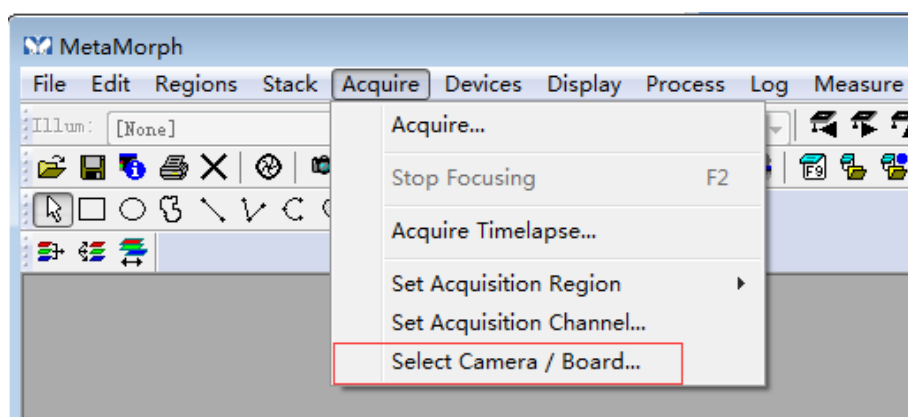 MetaMorph
File Edit Regions Stack Acquire Devices Display Process Log Measure
Illum: [None]
Acquire...
Stop Focusing F2
Acquire Timelapse...
Set Acquisition Region
Set Acquisition Channel...
Select Camera / Board...
F9